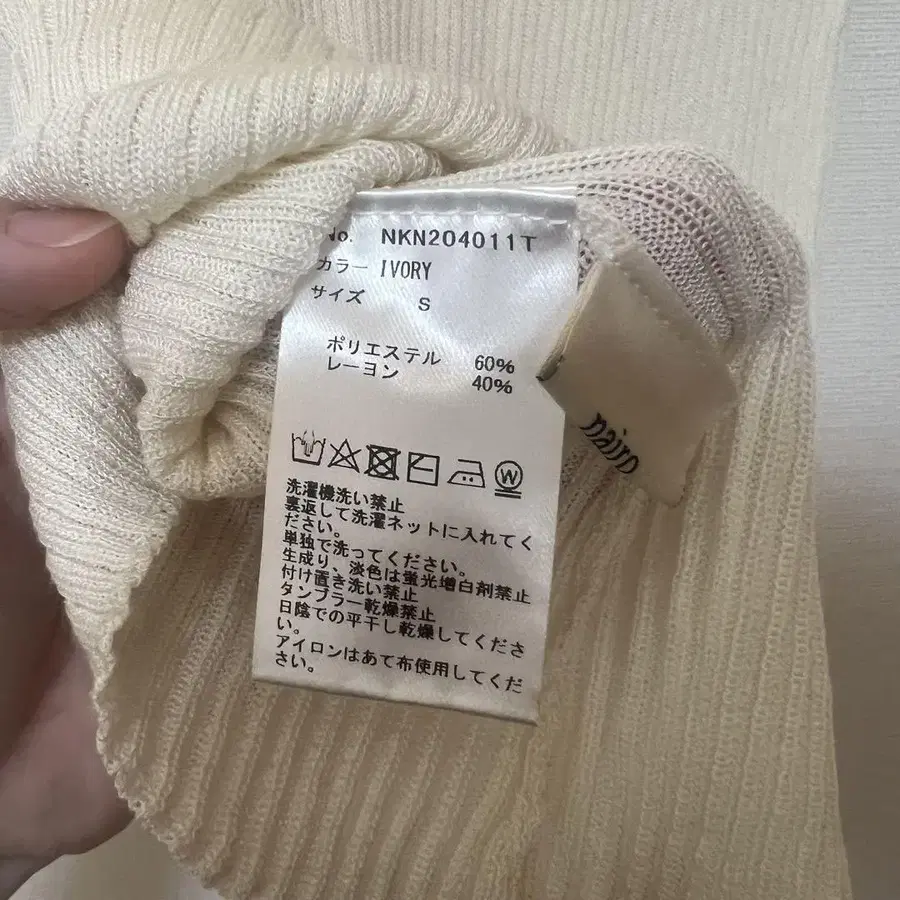 No. NKN204011T
カラー IVORY
サイズ S
ポリエステル 60%
レーヨン 40%
W
洗濯機洗い禁止
裏返して洗濯ネットに入れてく
ださい。
単独で洗ってください。
生成り、淡色は蛍光増白剤禁止
付け置き洗い禁止
タンブラー乾燥禁止
日陰での平干し乾燥してくださ
い。
アイロンはあて布使用してくだ
さい。
nairo